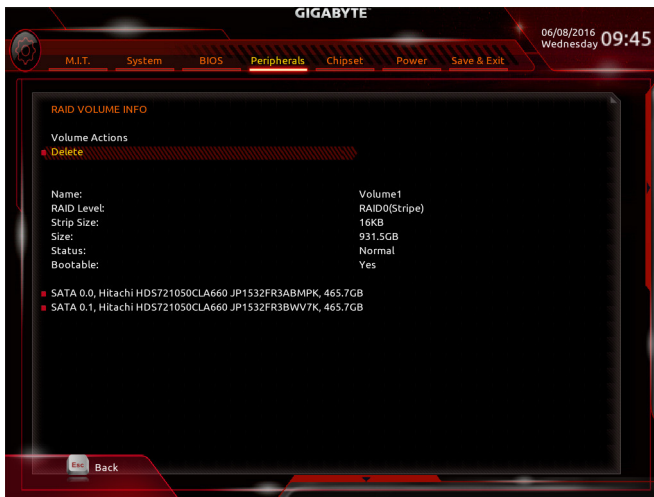 GIGABYTE
06/08/2016
Wednesday 09:45
M.I.T. System BIOS Peripherals Chipset Power Save & Exit
RAID VOLUME INFO
Volume Actions
Delete
Name: Volume1
RAID Level: RAID0(Stripe)
Strip Size: 16KB
Size: 931.5GB
Status: Normal
Bootable: Yes
SATA 0.0, Hitachi HDS721050CLA660 JP1532FR3ABMPK, 465.7GB
SATA 0.1, Hitachi HDS721050CLA660 JP1532FR3BWV7K, 465.7GB
Esc Back